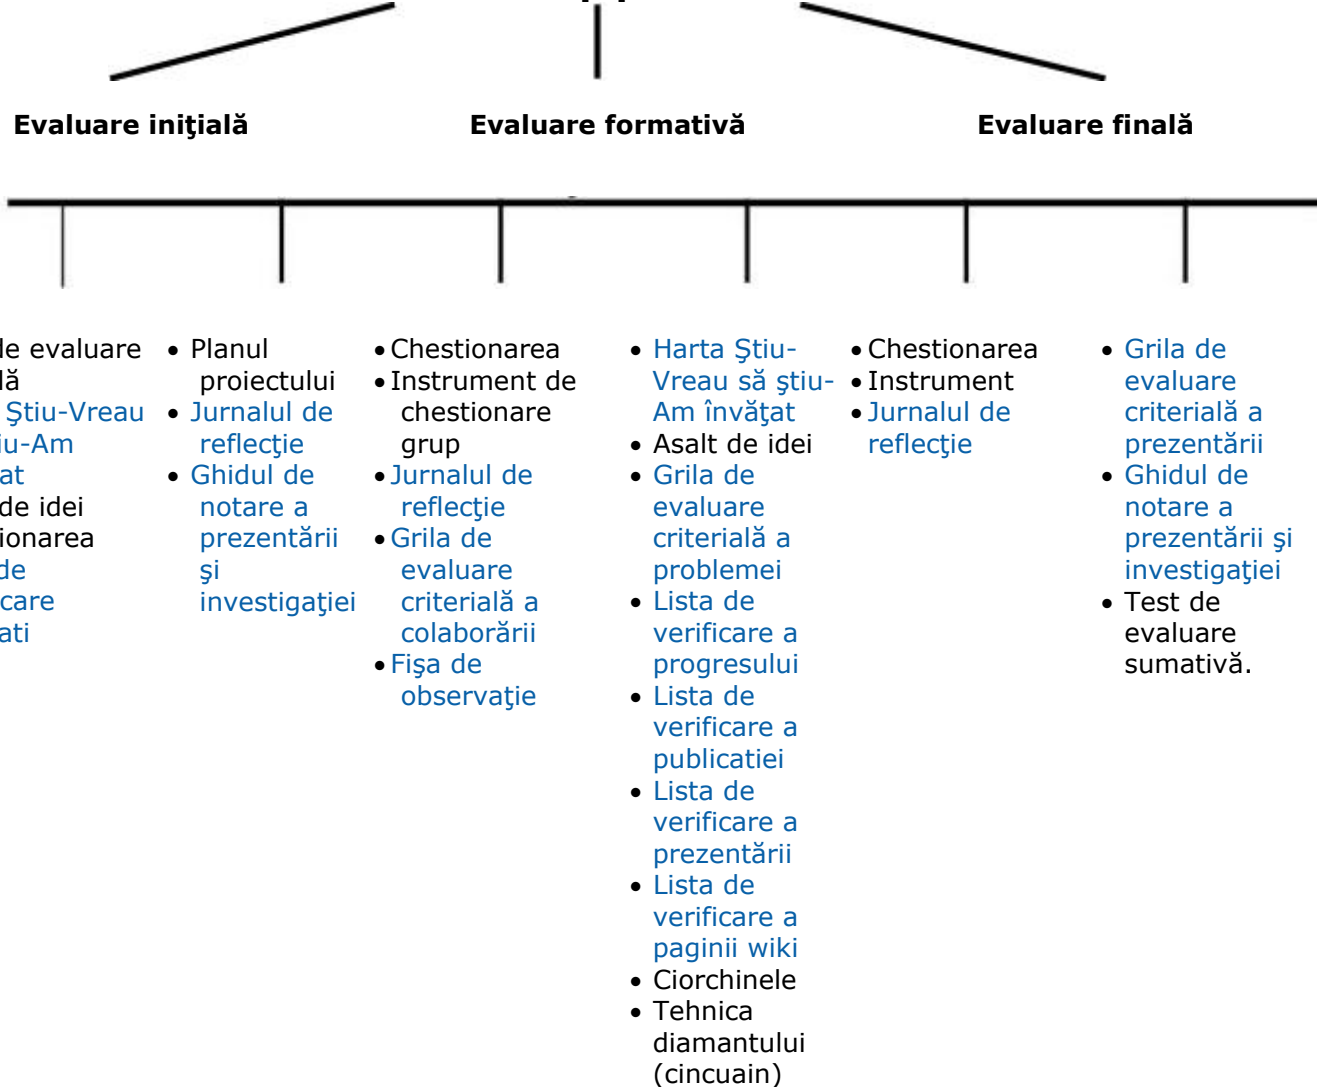 Evaluare iniţială
Evaluare formativă
Evaluare finală
de evaluare
lă
Ştiu-Vreau
iu-Am
at
de idei
ionarea
de
care
ati
• Planul
proiectului
• Jurnalul de
reflecţie
• Ghidul de
notare a
prezentării
şi
investigaţiei
• Chestionarea
• Instrument de
chestionare
grup
• Jurnalul de
reflecţie
• Grila de
evaluare
criterială a
colaborării
• Fişa de
observaţie
• Harta Ştiu-
Vreau să ştiu-
Am învăţat
• Asalt de idei
• Grila de
evaluare
criterială a
problemei
• Lista de
verificare a
progresului
• Lista de
verificare a
publicatiei
• Lista de
verificare a
prezentării
• Lista de
verificare a
paginii wiki
• Ciorchinele
• Tehnica
diamantului
(cincuain)
• Chestionarea
• Instrument
• Jurnalul de
reflecţie
• Grila de
evaluare
criterială a
prezentării
• Ghidul de
notare a
prezentării şi
investigaţiei
• Test de
evaluare
sumativă.